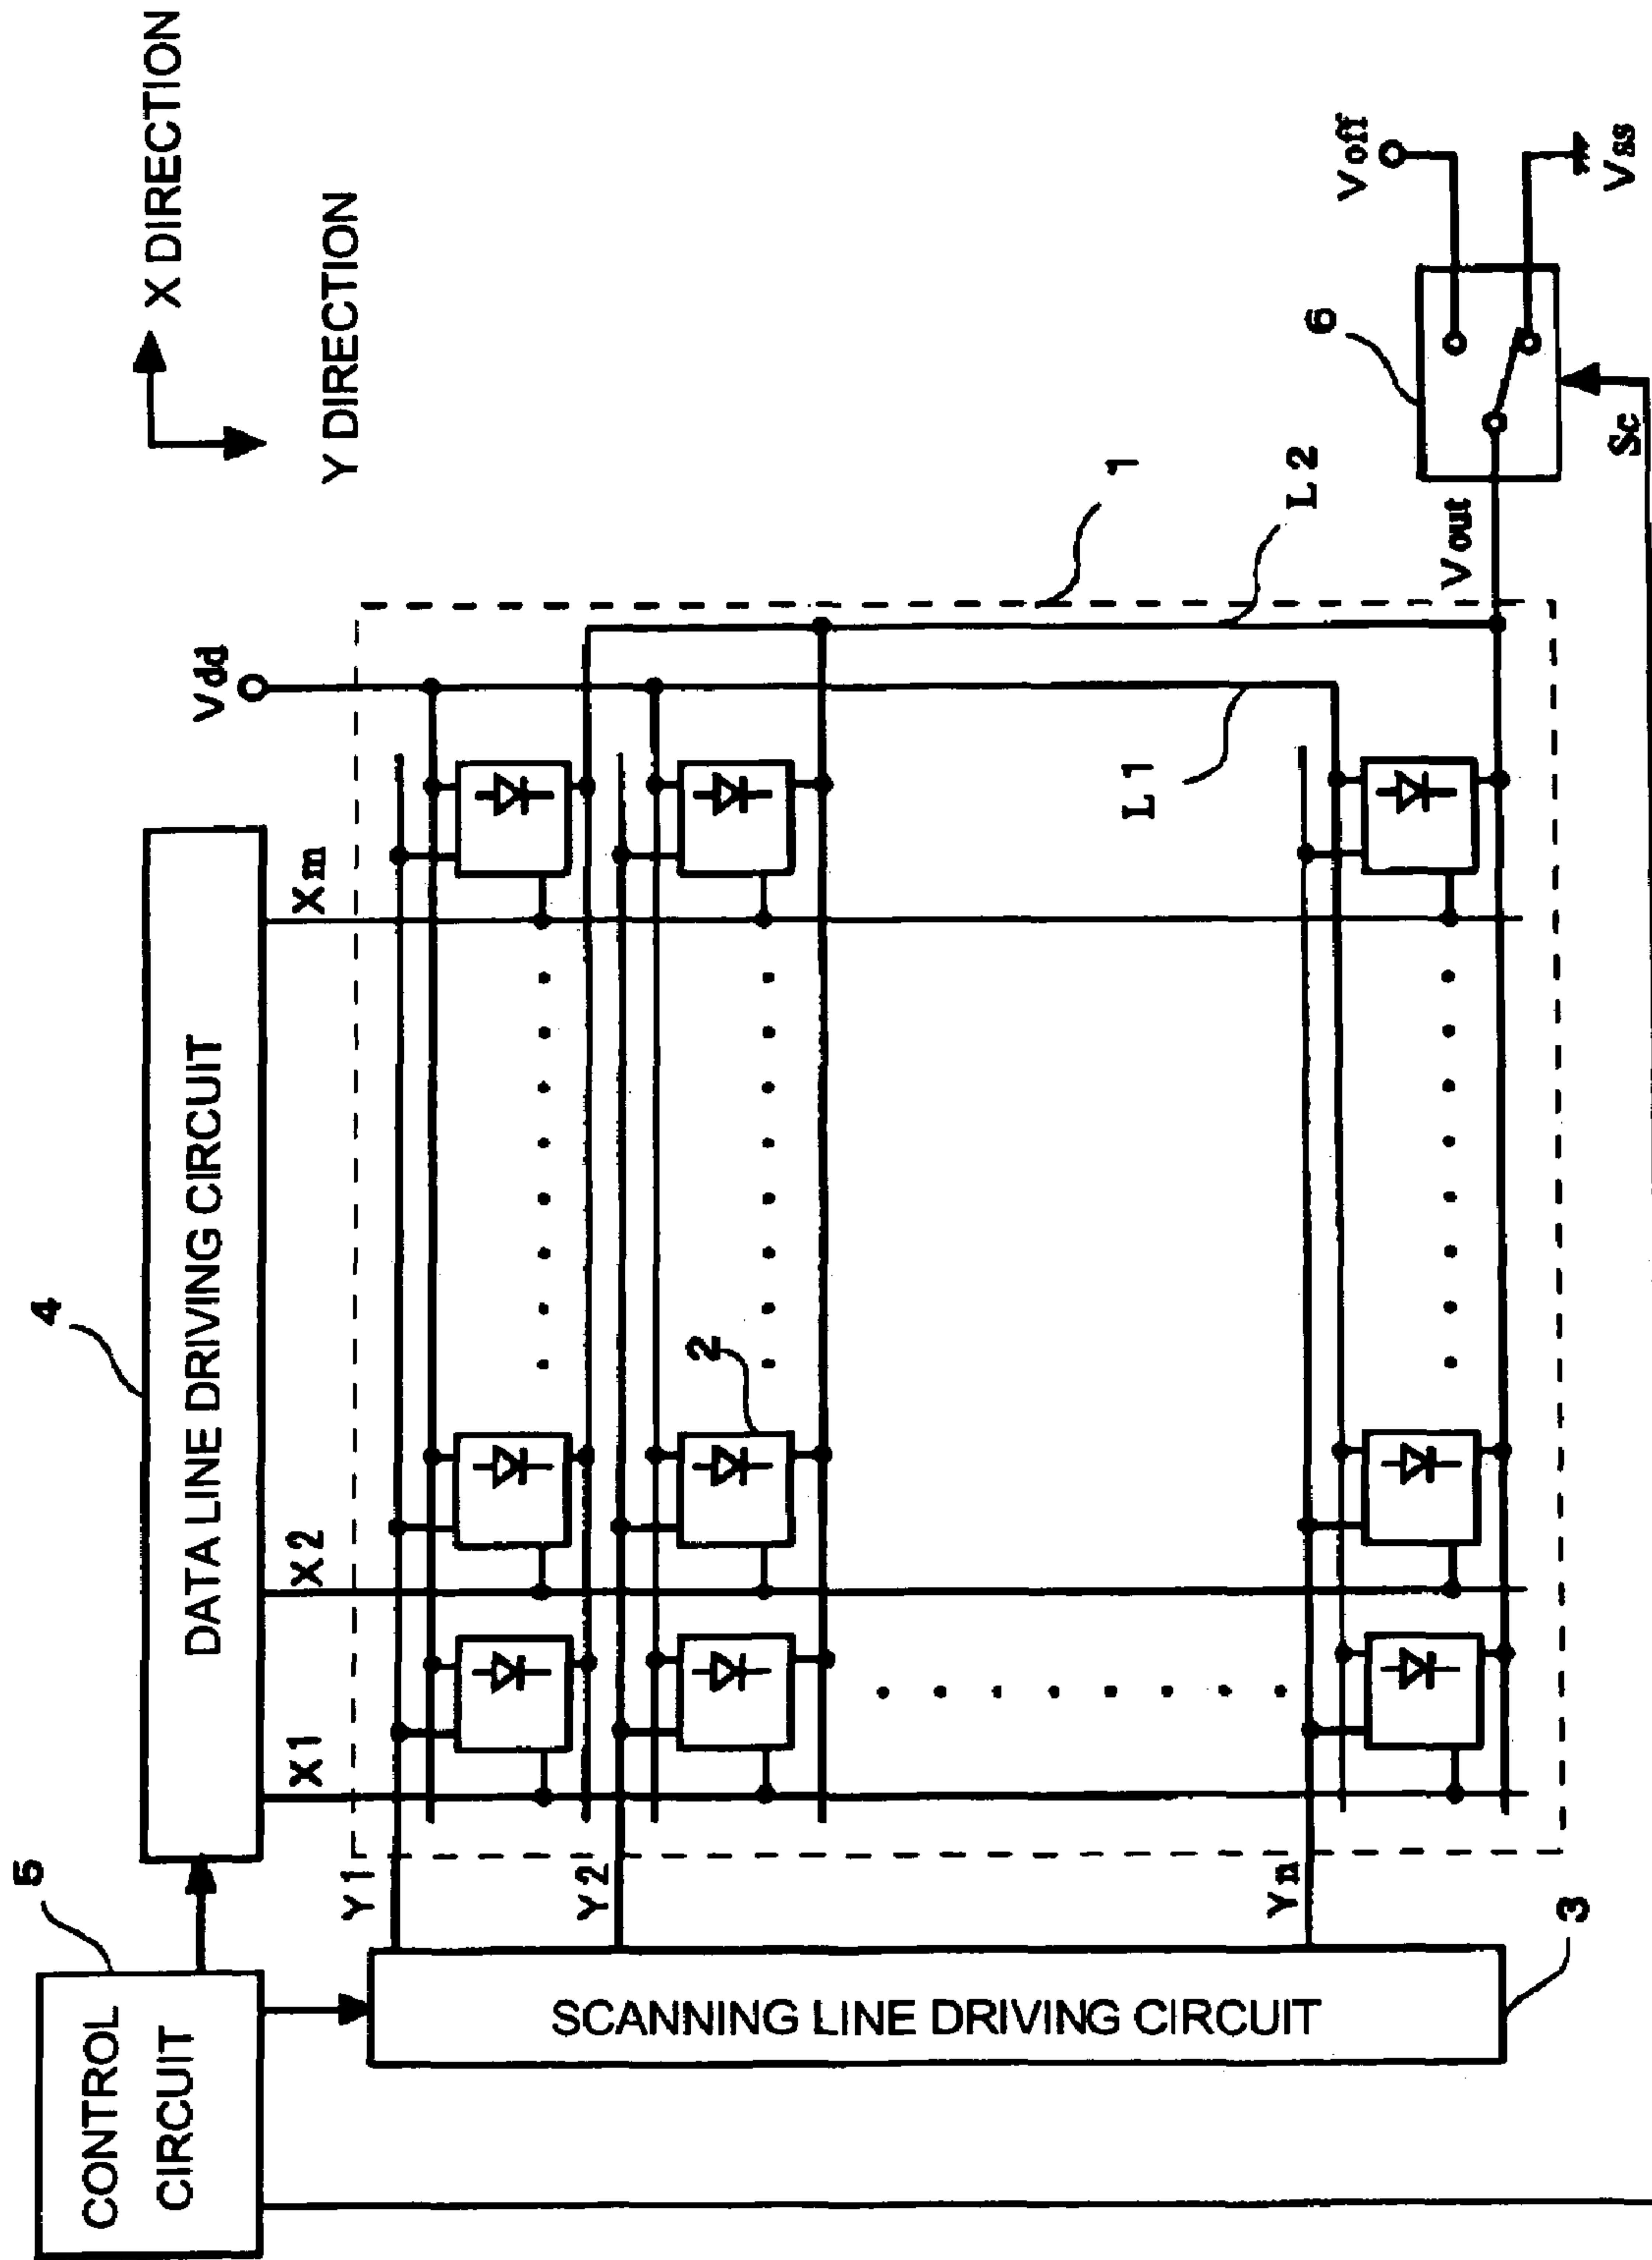 X DIRECTION
Y DIRECTION
5
CONTROL
CIRCUIT
4
DATA LINE DRIVING CIRCUIT
X1
X2
Xm
Vdd
Y1
Y2
Yn
2
SCANNING LINE DRIVING CIRCUIT
3
L1
1
L2
Vout
6
Voff
Vss
Sc